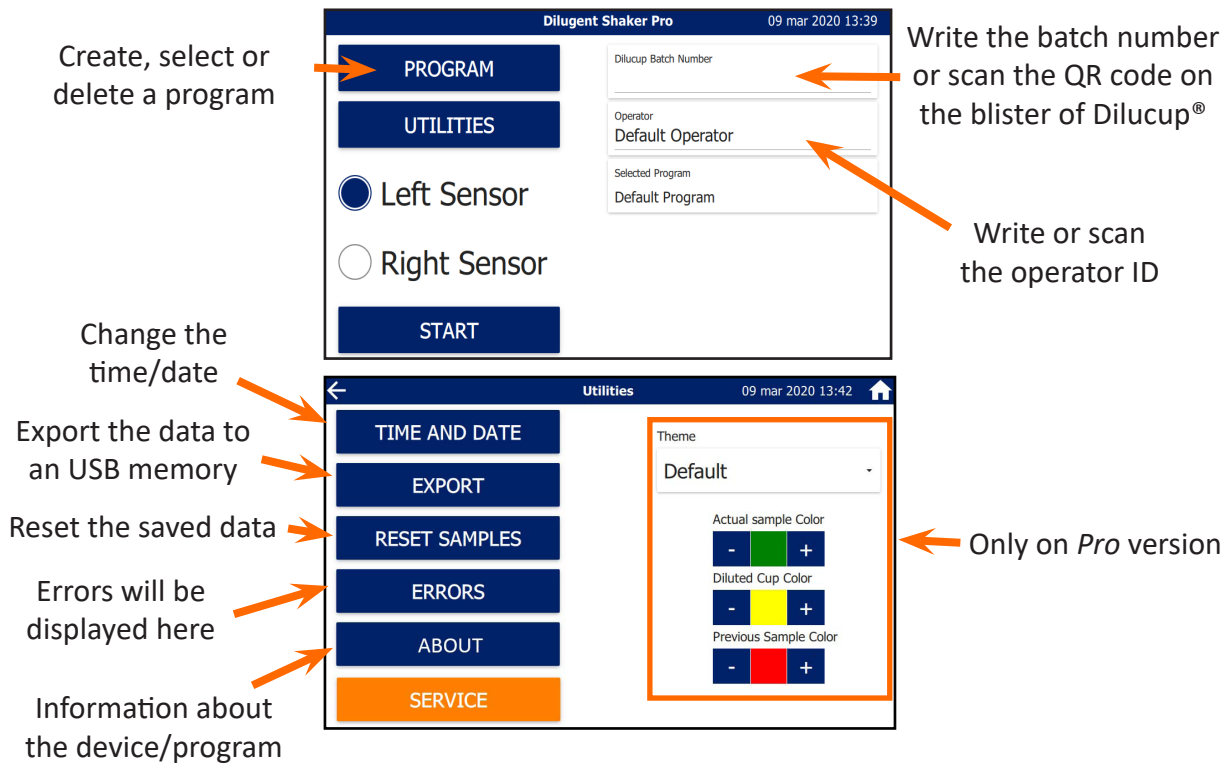 Dilugent Shaker Pro
09 mar 2020 13:39
Create, select or
delete a program
PROGRAM
UTILITIES
Left Sensor
Right Sensor
START
Dilucup Batch Number
Operator
Default Operator
Selected Program
Default Program
Write the batch number
or scan the QR code on
the blister of Dilucup®
Write or scan
the operator ID
Utilities
09 mar 2020 13:42
Change the
time/date
Export the data to
an USB memory
Reset the saved data
Errors will be
displayed here
Information about
the device/program
TIME AND DATE
EXPORT
RESET SAMPLES
ERRORS
ABOUT
SERVICE
Theme
Default
Actual sample Color
- +
Diluted Cup Color
- +
Previous Sample Color
- +
Only on Pro version